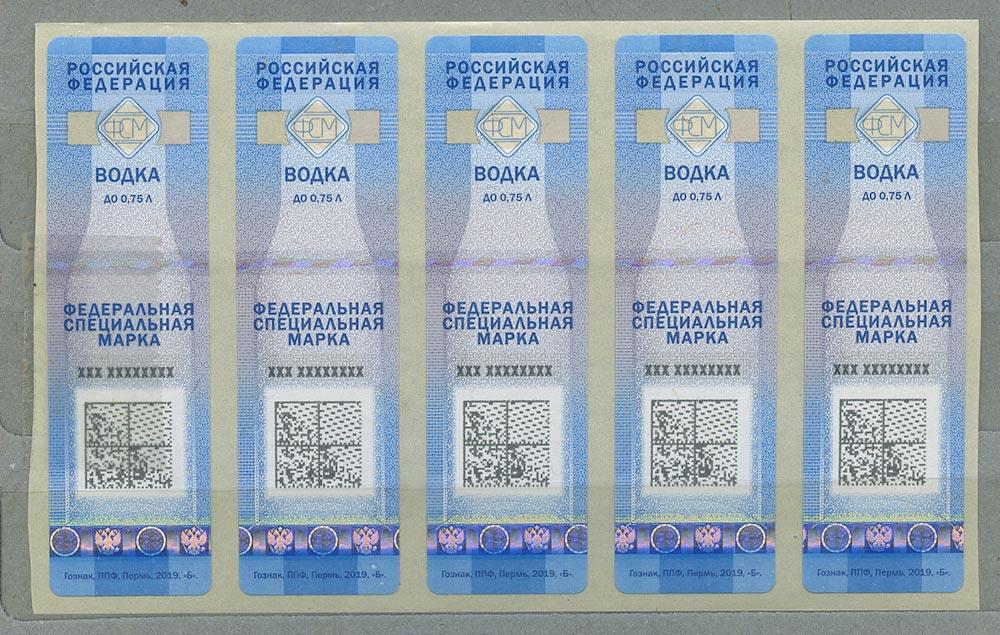 РОССИЙСКАЯ
ФЕДЕРАЦИЯ
ФСМ
ВОДКА
ДО 0,75 Л
ФЕДЕРАЛЬНАЯ
СПЕЦИАЛЬНАЯ
МАРКА
XXX XXXXXXXX
Гознак, ППФ, Пермь, 2019, «Б».
РОССИЙСКАЯ
ФЕДЕРАЦИЯ
ФСМ
ВОДКА
ДО 0,75 Л
ФЕДЕРАЛЬНАЯ
СПЕЦИАЛЬНАЯ
МАРКА
XXX XXXXXXXX
Гознак, ППФ, Пермь, 2019, «Б».
РОССИЙСКАЯ
ФЕДЕРАЦИЯ
ФСМ
ВОДКА
ДО 0,75 Л
ФЕДЕРАЛЬНАЯ
СПЕЦИАЛЬНАЯ
МАРКА
XXX XXXXXXXX
Гознак, ППФ, Пермь, 2019, «Б».
РОССИЙСКАЯ
ФЕДЕРАЦИЯ
ФСМ
ВОДКА
ДО 0,75 Л
ФЕДЕРАЛЬНАЯ
СПЕЦИАЛЬНАЯ
МАРКА
XXX XXXXXXXX
Гознак, ППФ, Пермь, 2019, «Б».
РОССИЙСКАЯ
ФЕДЕРАЦИЯ
ФСМ
ВОДКА
ДО 0,75 Л
ФЕДЕРАЛЬНАЯ
СПЕЦИАЛЬНАЯ
МАРКА
XXX XXXXXXXX
Гознак, ППФ, Пермь, 2019, «Б».